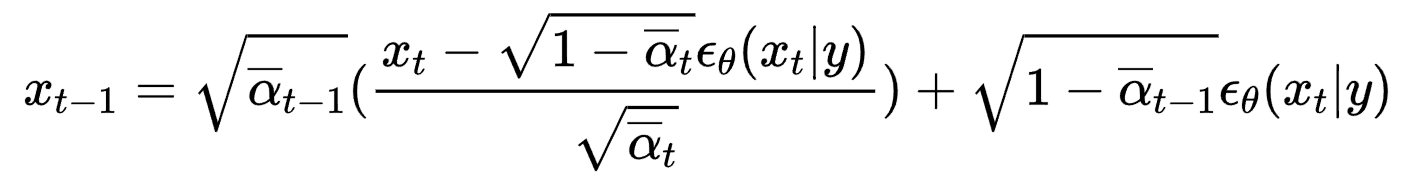 x_{t-1} = \sqrt{\overline{\alpha}_{t-1}}(\frac{x_t - \sqrt{1 - \overline{\alpha}_t}\epsilon_\theta(x_t|y)}{\sqrt{\overline{\alpha}_t}}) + \sqrt{1 - \overline{\alpha}_{t-1}}\epsilon_\theta(x_t|y)